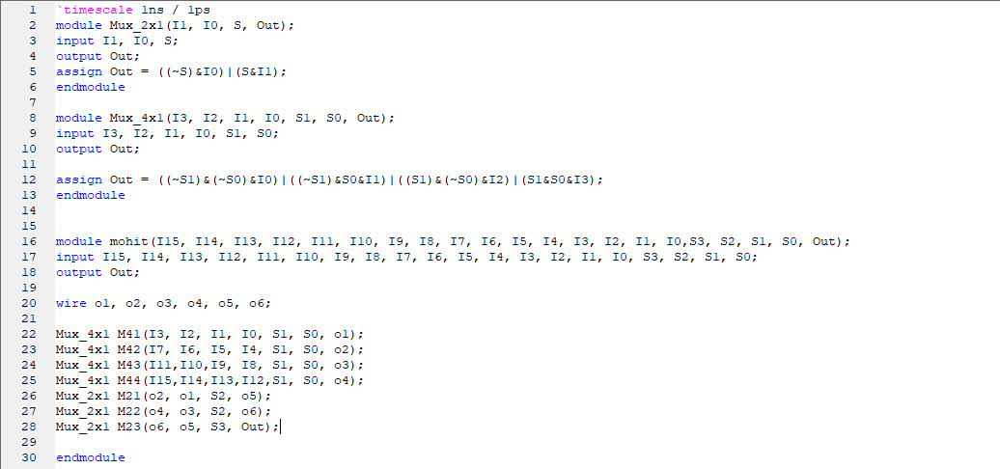 1 `timescale 1ns / 1ps
2 module Mux_2x1(I1, I0, S, Out);
3 input I1, I0, S;
4 output Out;
5 assign Out = ((~S)&I0)|(S&I1);
6 endmodule
7
8 module Mux_4x1(I3, I2, I1, I0, S1, S0, Out);
9 input I3, I2, I1, I0, S1, S0;
10 output Out;
11
12 assign Out = ((~S1)&(~S0)&I0)|((~S1)&S0&I1)|((S1)&(~S0)&I2)|(S1&S0&I3);
13 endmodule
14
15
16 module mohit(I15, I14, I13, I12, I11, I10, I9, I8, I7, I6, I5, I4, I3, I2, I1, I0,S3, S2, S1, S0, Out);
17 input I15, I14, I13, I12, I11, I10, I9, I8, I7, I6, I5, I4, I3, I2, I1, I0, S3, S2, S1, S0;
18 output Out;
19
20 wire o1, o2, o3, o4, o5, o6;
21
22 Mux_4x1 M41(I3, I2, I1, I0, S1, S0, o1);
23 Mux_4x1 M42(I7, I6, I5, I4, S1, S0, o2);
24 Mux_4x1 M43(I11,I10,I9, I8, S1, S0, o3);
25 Mux_4x1 M44(I15,I14,I13,I12,S1, S0, o4);
26 Mux_2x1 M21(o2, o1, S2, o5);
27 Mux_2x1 M22(o4, o3, S2, o6);
28 Mux_2x1 M23(o6, o5, S3, Out);
29
30 endmodule